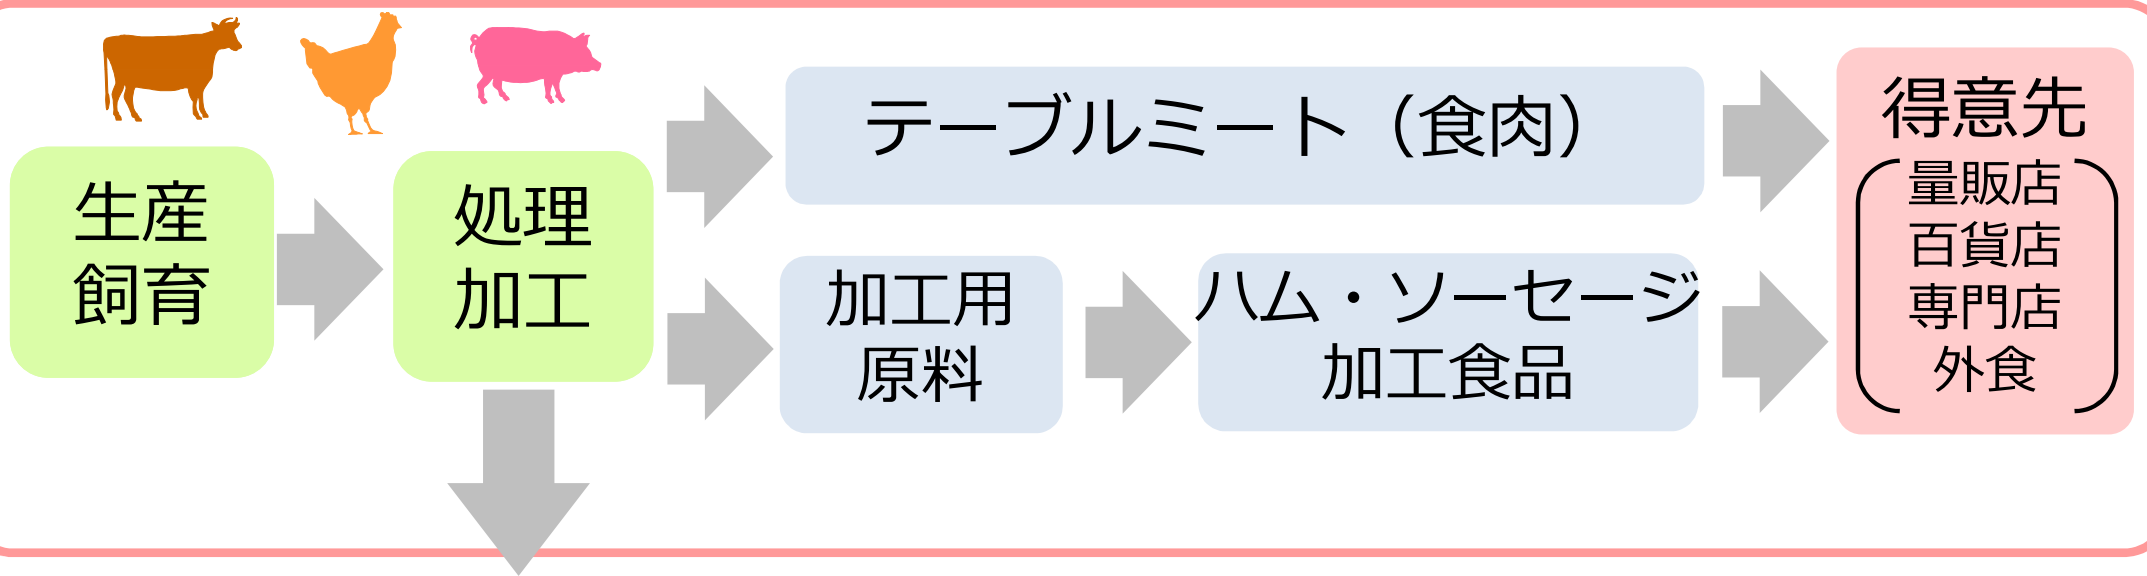 生産
飼育
処理
加工
テーブルミート（食肉）
加工用
原料
ハム・ソーセージ
加工食品
得意先
量販店
百貨店
専門店
外食